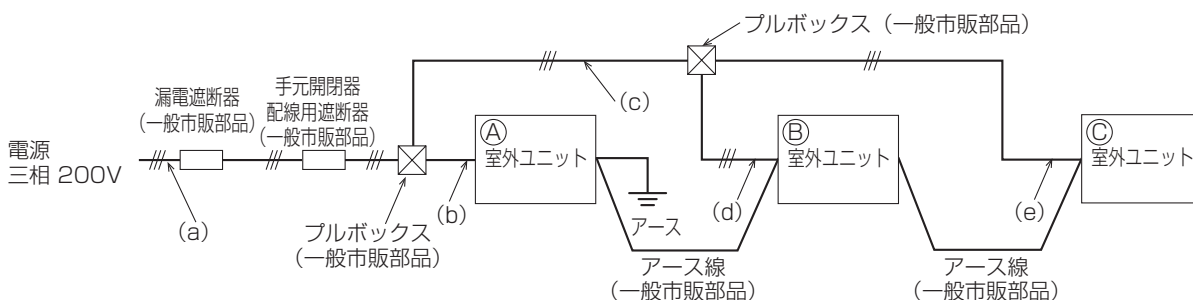 プルボックス（一般市販部品）
漏電遮断器
（一般市販部品）
手元開閉器
配線用遮断器
（一般市販部品）
(c)
電源
三相 200V
Ⓐ
室外ユニット
Ⓑ
室外ユニット
Ⓒ
室外ユニット
(a)
(b)
(d)
(e)
アース
プルボックス
（一般市販部品）
アース線
（一般市販部品）
アース線
（一般市販部品）